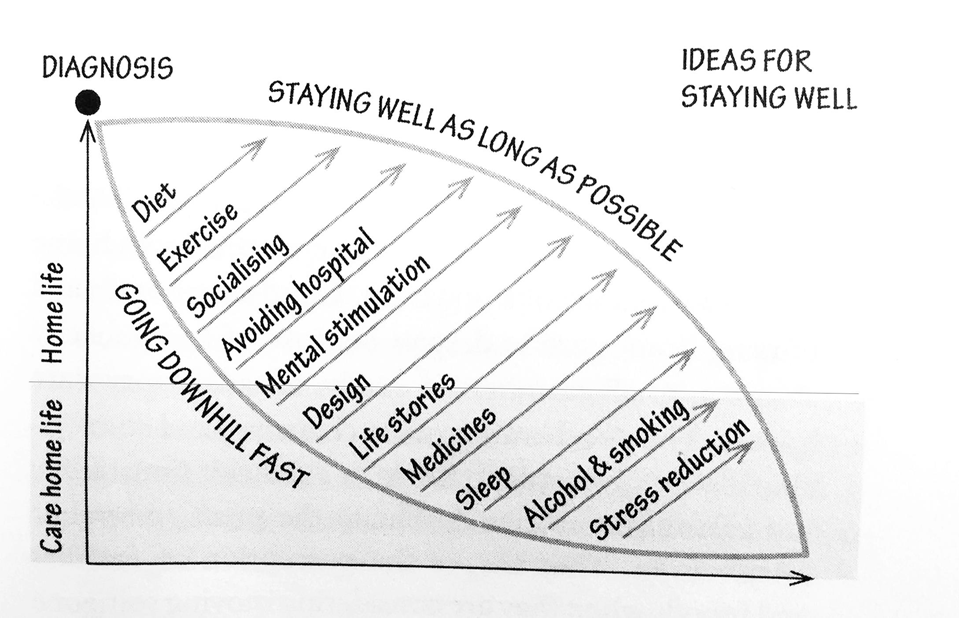 DIAGNOSIS
IDEAS FOR
STAYING WELL
STAYING WELL AS LONG AS POSSIBLE
Diet
Exercise
Socialising
Avoiding hospital
Mental stimulation
Design
Life stories
Medicines
Sleep
Alcohol & smoking
Stress reduction
GOING DOWNHILL FAST
Home life
Care home life